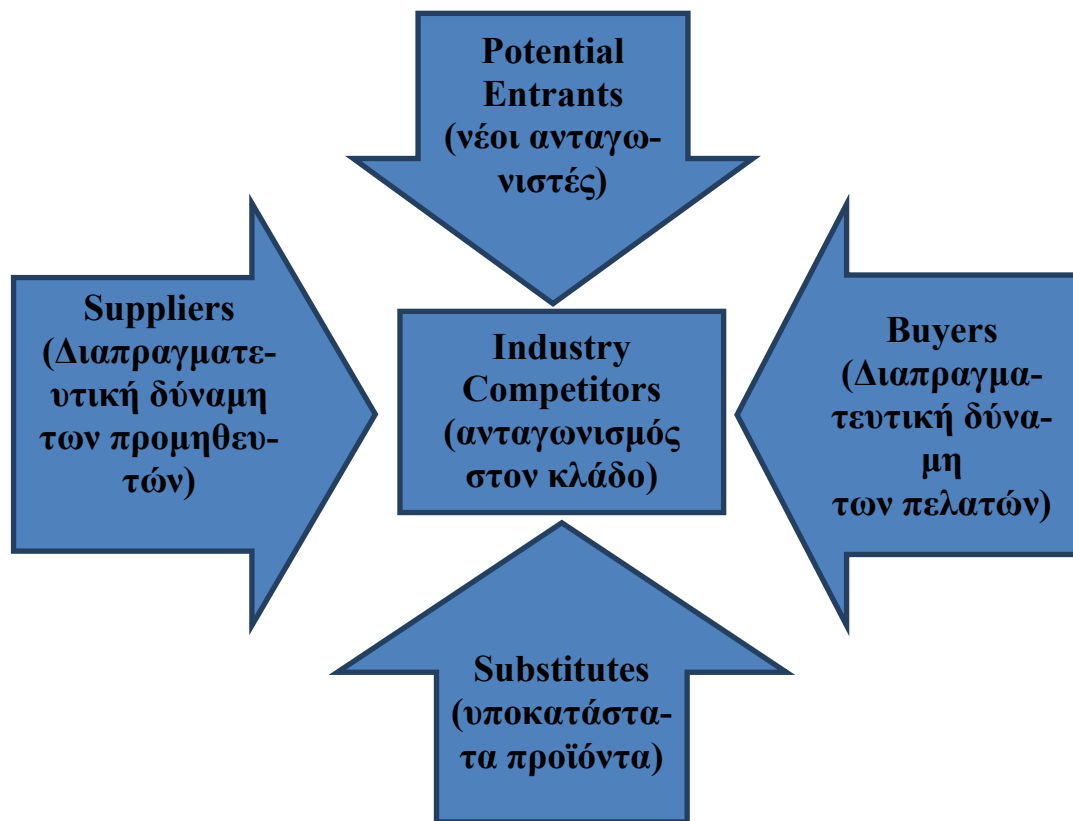 Potential
Entrants
(νέοι ανταγω-
νιστές)
Suppliers
(Διαπραγματε-
υτική δύναμη
των προμηθευ-
τών)
Industry
Competitors
(ανταγωνισμός
στον κλάδο)
Buyers
(Διαπραγμα-
τευτική δύνα-
μη
των πελατών)
Substitutes
(υποκατάστα-
τα προϊόντα)